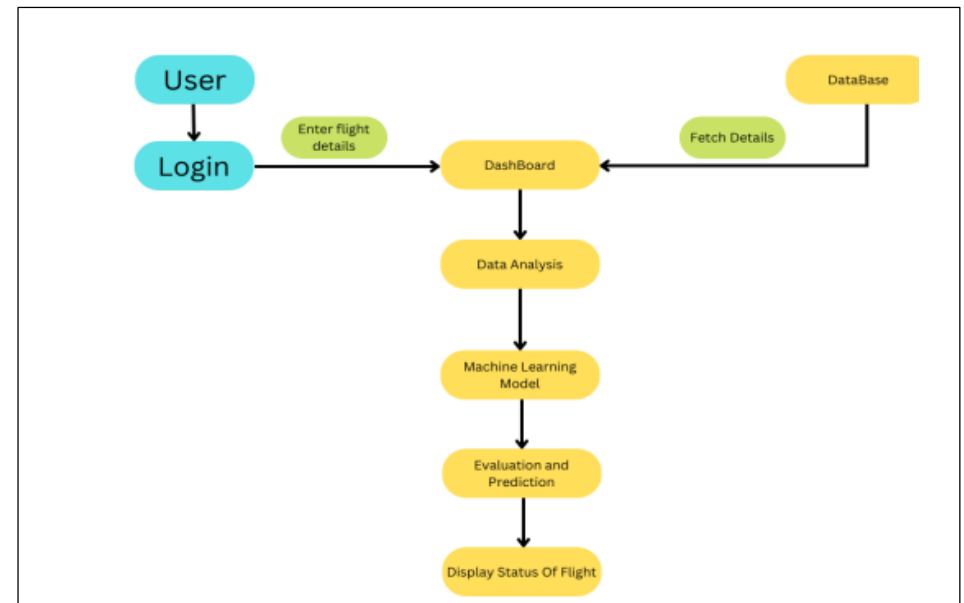 User
DataBase
Enter flight
details
Fetch Details
Login
DashBoard
Data Analysis
Machine Learning
Model
Evaluation and
Prediction
Display Status Of Flight